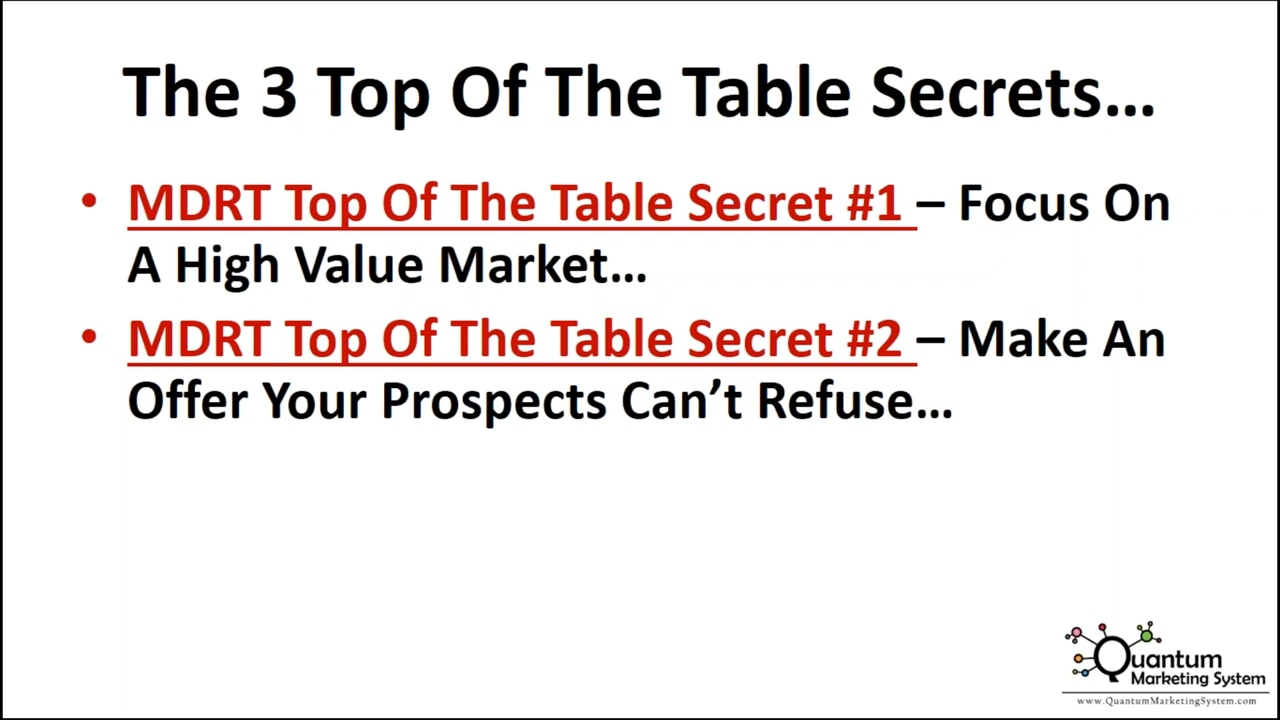 The 3 Top Of The Table Secrets…
• MDRT Top Of The Table Secret #1 – Focus On
A High Value Market…
• MDRT Top Of The Table Secret #2 – Make An
Offer Your Prospects Can’t Refuse…
Quantum
Marketing System
www.QuantumMarketingSystem.com